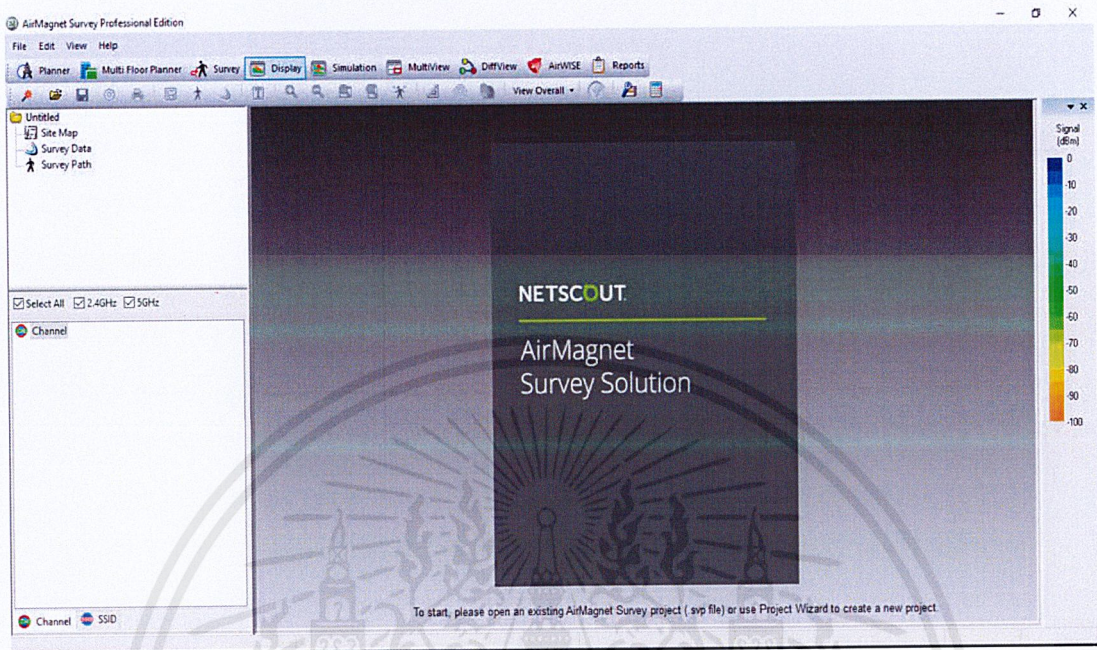 AirMagnet Survey Professional Edition
File Edit View Help
Planner Multi Floor Planner Survey Display Simulation MultiView DiffView AirWISE Reports
View Overall
Untitled
Site Map
Survey Data
Survey Path
Select All 2.4GHz 5GHz
Channel
Channel SSID
NETSCOUT
AirMagnet
Survey Solution
To start, please open an existing AirMagnet Survey project (.svp file) or use Project Wizard to create a new project
Signal
(dBm)
0
-10
-20
-30
-40
-50
-60
-70
-80
-90
-100